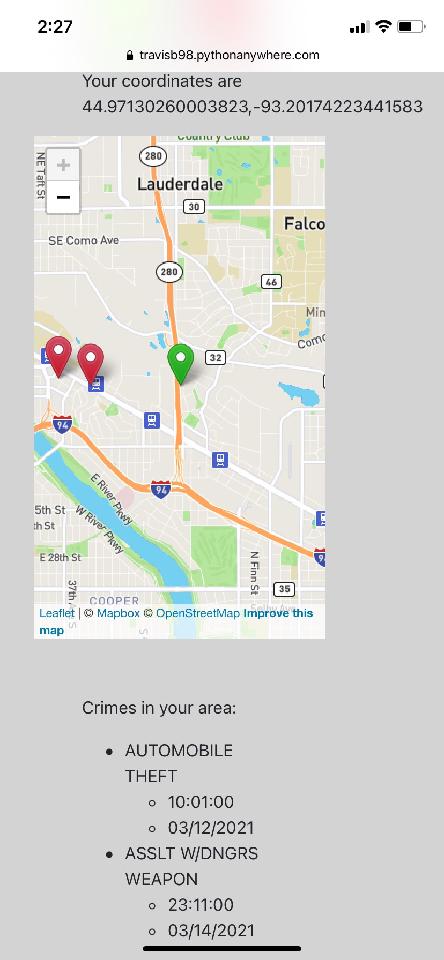 2:27
travisb98.pythonanywhere.com
Your coordinates are
44.97130260003823,-93.20174223441583
Country Club
NE Taft St
+
−
280
Lauderdale
30
Falco
SE Como Ave
280
46
Como
32
94
94
E River Pkwy
W River Pkwy
5th St
th St
E 28th St
N Finn St
35
37th
COOPER
Leaflet | © Mapbox © OpenStreetMap Improve this
map
Crimes in your area:
• AUTOMOBILE
THEFT
◦ 10:01:00
◦ 03/12/2021
• ASSLT W/DNGRS
WEAPON
◦ 23:11:00
◦ 03/14/2021